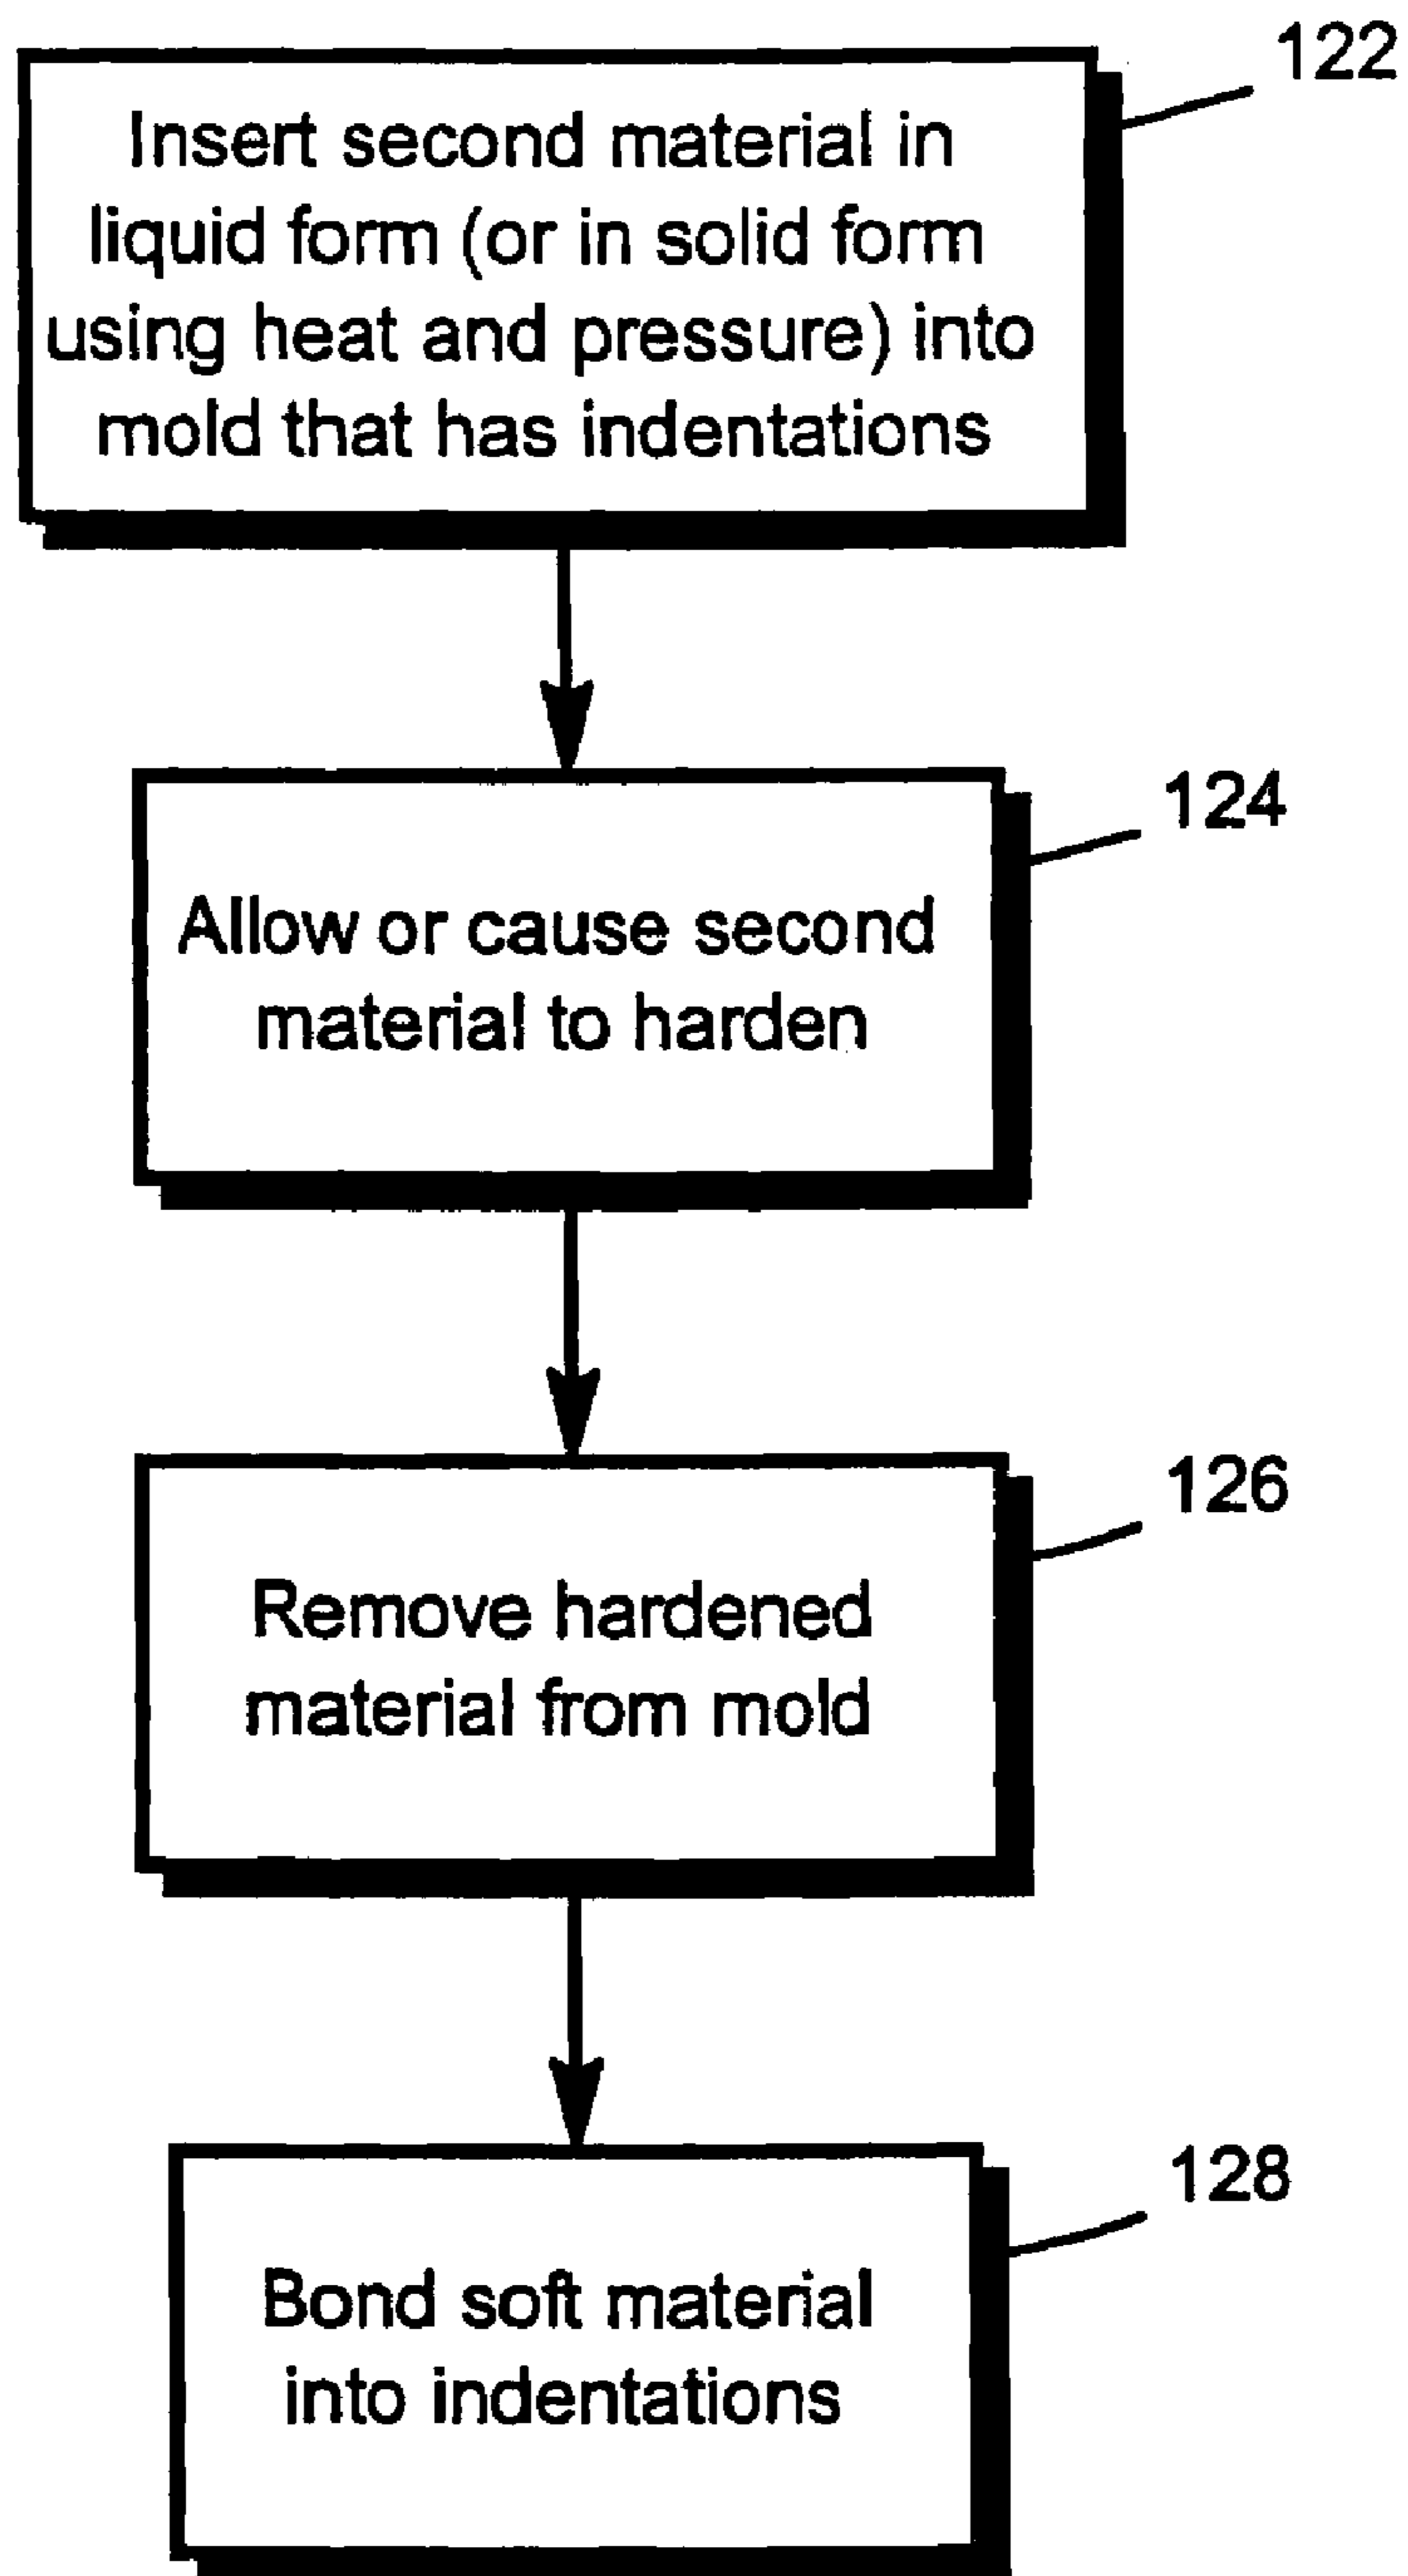 122
Insert second material in
liquid form (or in solid form
using heat and pressure) into
mold that has indentations
124
Allow or cause second
material to harden
126
Remove hardened
material from mold
128
Bond soft material
into indentations